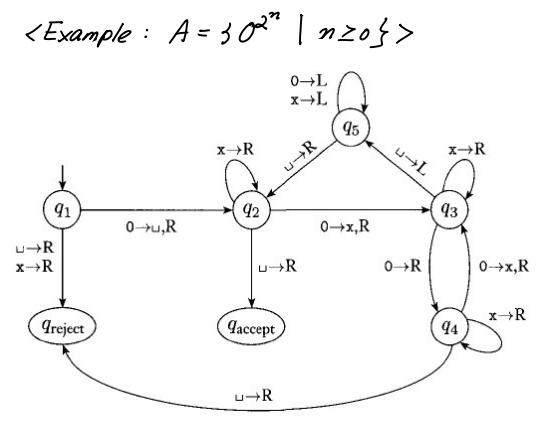 <Example : A = { 0^2^n | n≥0 }>
0→L
x→L
q5
x→R
⊔→R
⊔→L
x→R
q1
0→⊔,R
q2
0→x,R
q3
⊔→R
x→R
⊔→R
0→R
0→x,R
qreject
qaccept
q4
x→R
⊔→R